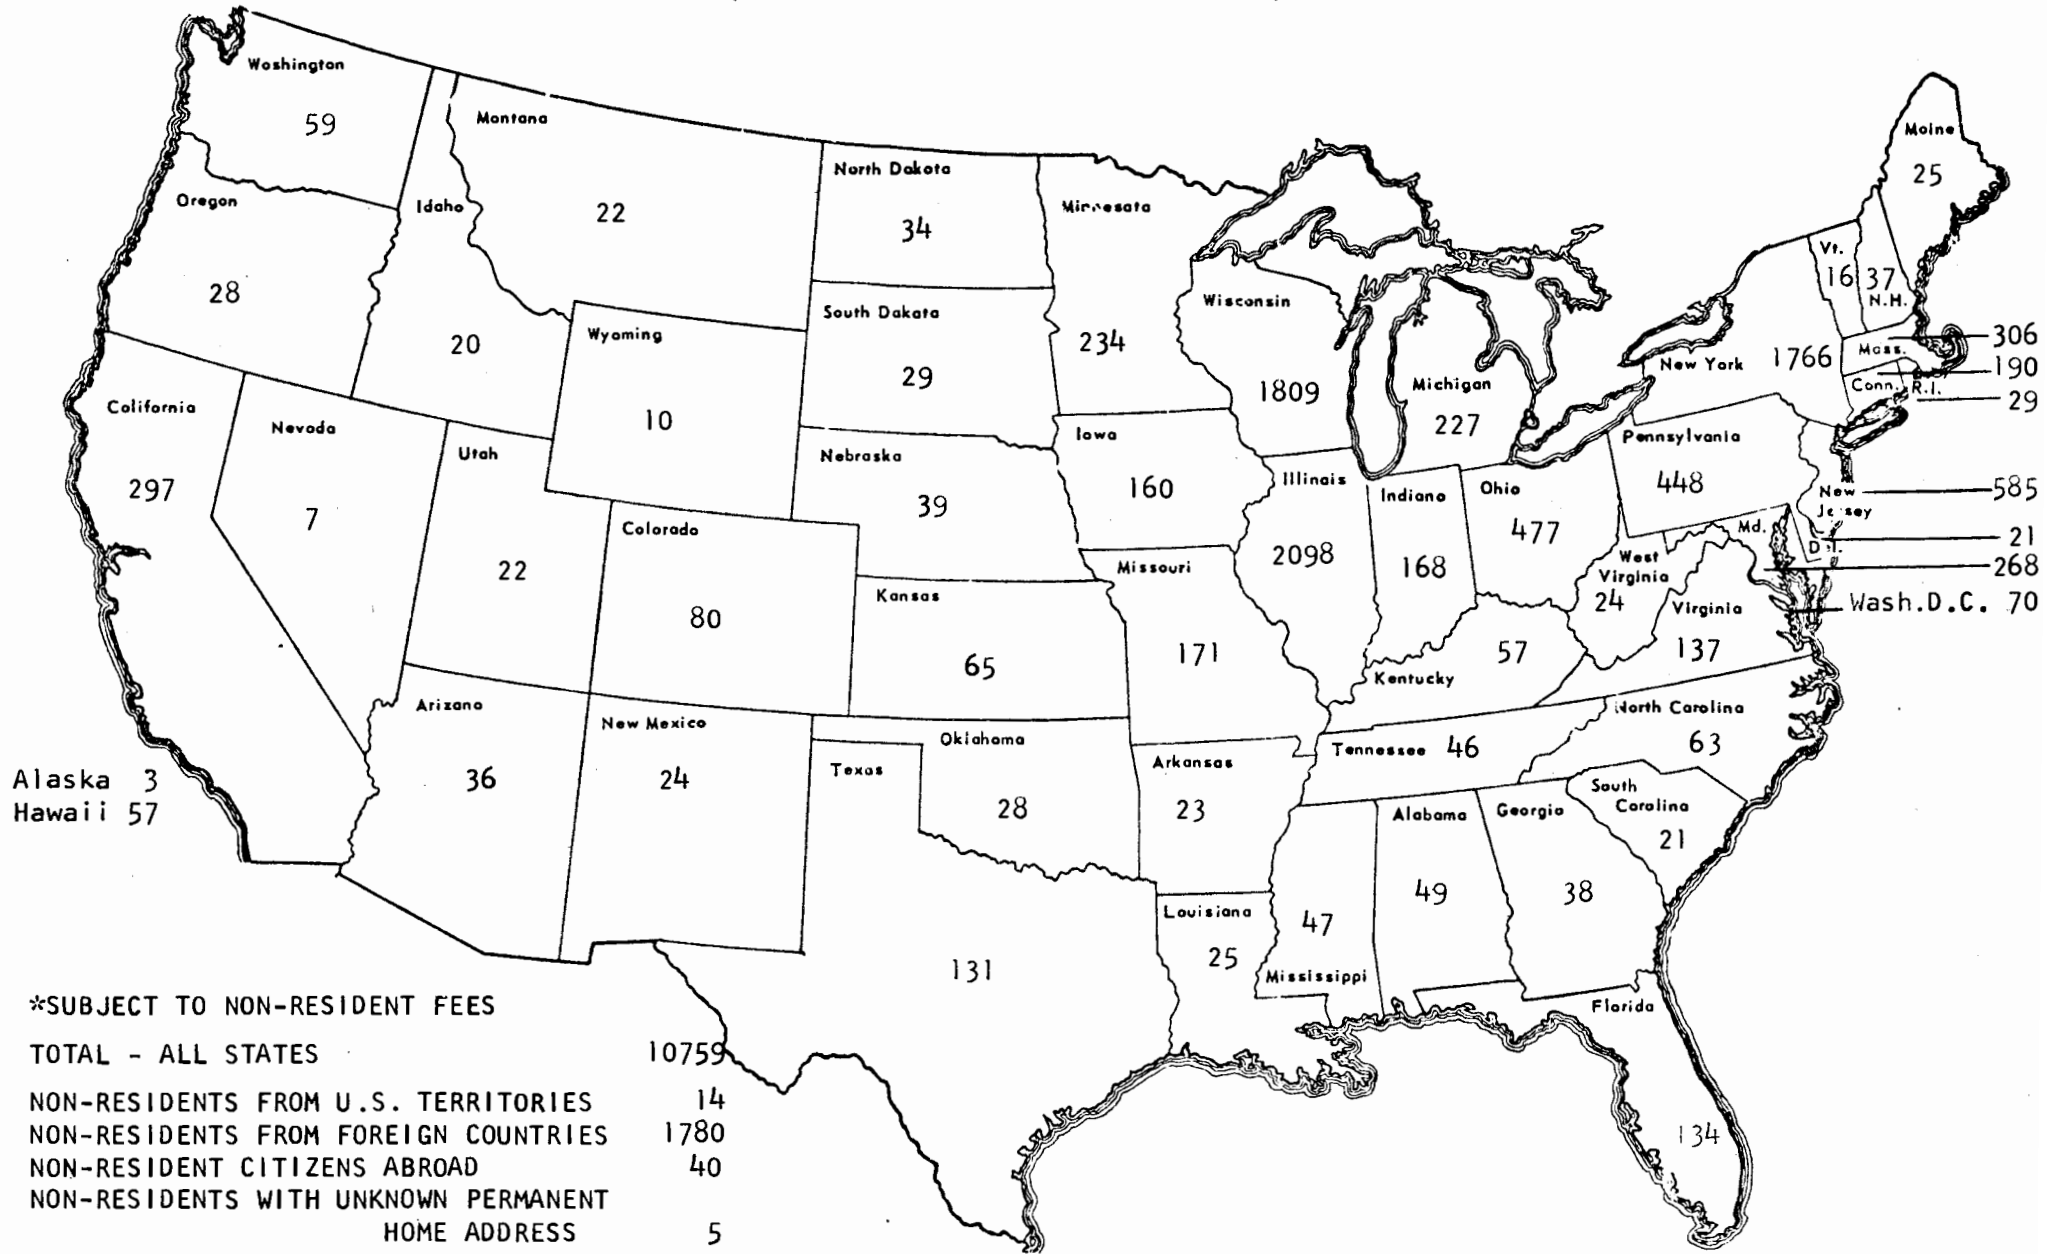 Washington
59
Montana
22
North Dakota
34
Minnesota
234
Maine
25
Oregon
28
Idaho
20
Vt.
16
37
N.H.
Wyoming
10
South Dakota
29
Wisconsin
1809
Michigan
227
New York 1766
Mass. 306
190
Conn. R.I.
29
California
297
Nevada
7
Utah
22
Colorado
80
Nebraska
39
Iowa
160
Illinois
2098
Indiana
168
Ohio
477
Pennsylvania
448
New 585
Jersey
Md.
21
268
Wash.D.C. 70
West
Virginia
24
Virginia
137
Kansas
65
Missouri
171
57
Kentucky
Arizona
36
New Mexico
24
Oklahoma
28
Texas
131
Arkansas
23
Tennessee 46
North Carolina
63
South
Carolina
21
Alabama
49
Georgia
38
Louisiana
25
47
Mississippi
Florida
134
Alaska 3
Hawaii 57
*SUBJECT TO NON-RESIDENT FEES
TOTAL - ALL STATES 10759
NON-RESIDENTS FROM U.S. TERRITORIES 14
NON-RESIDENTS FROM FOREIGN COUNTRIES 1780
NON-RESIDENT CITIZENS ABROAD 40
NON-RESIDENTS WITH UNKNOWN PERMANENT
HOME ADDRESS 5